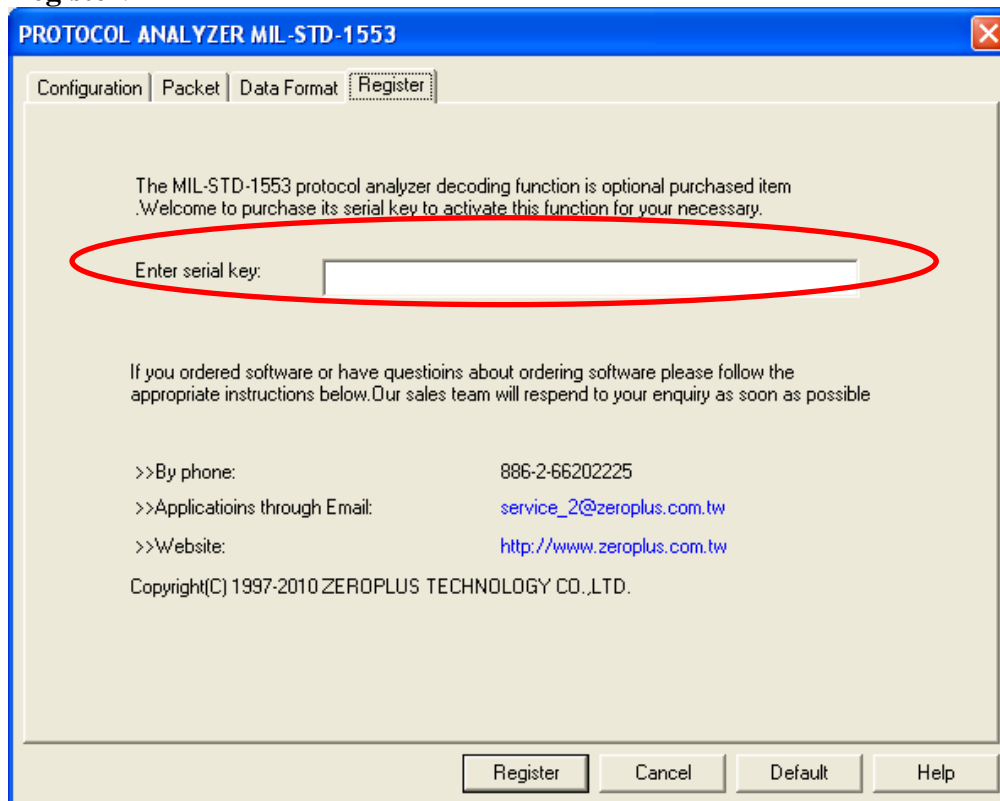 PROTOCOL ANALYZER MIL-STD-1553
Configuration Packet Data Format Register
The MIL-STD-1553 protocol analyzer decoding function is optional purchased item
.Welcome to purchase its serial key to activate this function for your necessary.
Enter serial key:
If you ordered software or have questioins about ordering software please follow the
appropriate instructions below.Our sales team will respend to your enquiry as soon as possible
>>By phone: 886-2-66202225
>>Applicatioins through Email: service_2@zeroplus.com.tw
>>Website: http://www.zeroplus.com.tw
Copyright(C) 1997-2010 ZEROPLUS TECHNOLOGY CO.,LTD.
Register Cancel Default Help